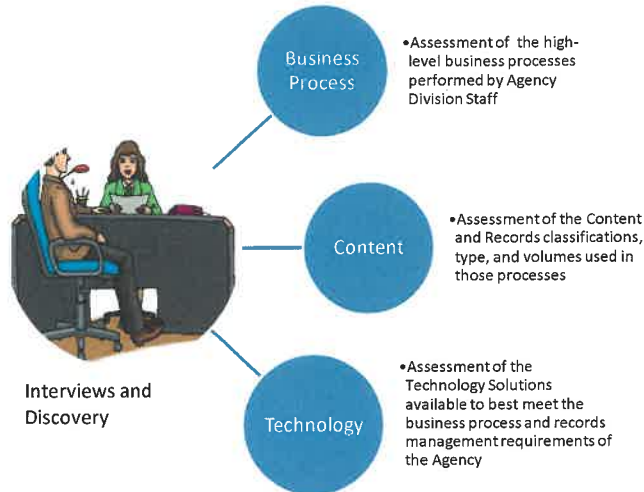 Business
Process
•Assessment of the high-
level business processes
performed by Agency
Division Staff
Content
•Assessment of the Content
and Records classifications,
type, and volumes used in
those processes
Interviews and
Discovery
Technology
•Assessment of the
Technology Solutions
available to best meet the
business process and records
management requirements of
the Agency